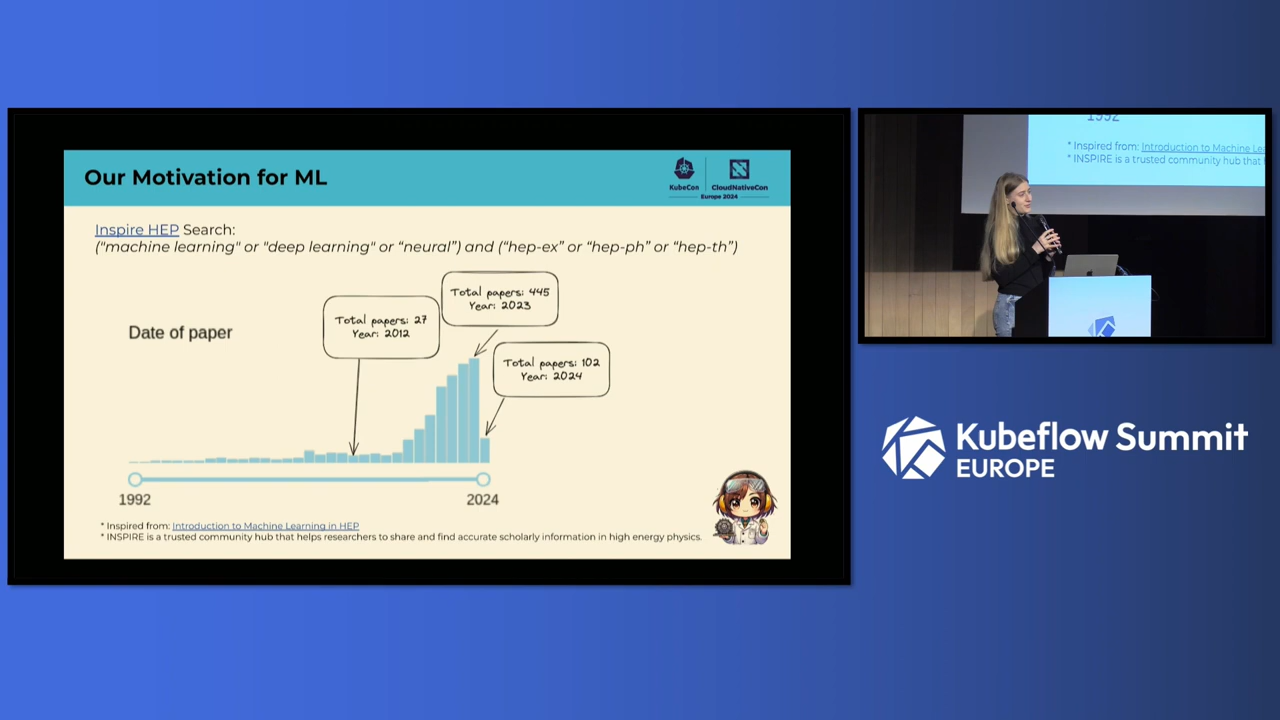 Our Motivation for ML
KubeCon
CloudNativeCon
Europe 2024
Inspire HEP Search:
("machine learning" or "deep learning" or “neural”) and (“hep-ex” or “hep-ph” or “hep-th”)
Total papers: 445
Year: 2023
Total papers: 27
Year: 2012
Date of paper
Total papers: 102
Year: 2024
1992
2024
* Inspired from: Introduction to Machine Learning in HEP
* INSPIRE is a trusted community hub that helps researchers to share and find accurate scholarly information in high energy physics.
1992
* Inspired from: Introduction to Machine Lea
* INSPIRE is a trusted community hub that
Kubeflow Summit
EUROPE